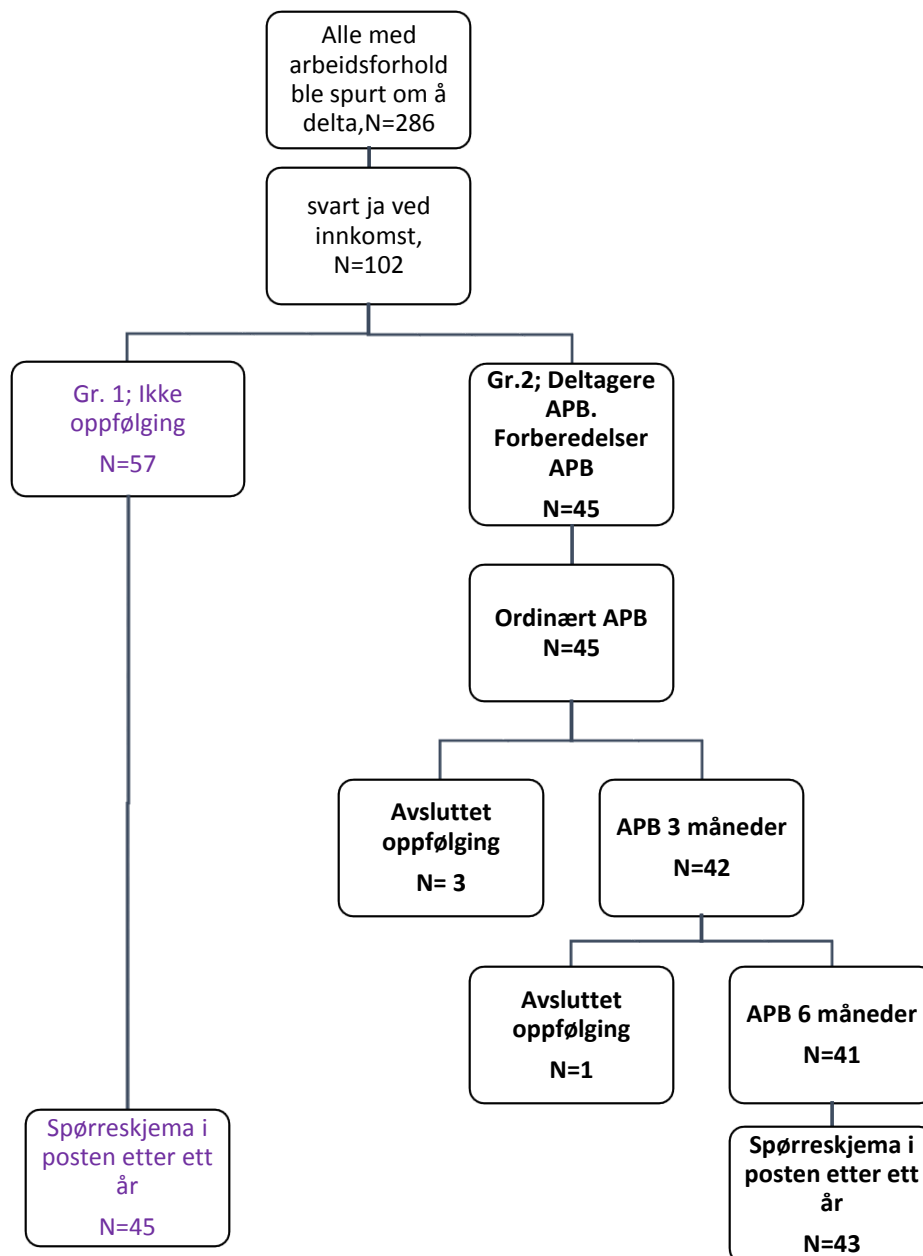 Alle med
arbeidsforhold
ble spurt om å
delta,N=286
svart ja ved
innkomst,
N=102
Gr. 1; Ikke
oppfølging
N=57
Gr.2; Deltagere
APB.
Forberedelser
APB
N=45
Ordinært APB
N=45
Avsluttet
oppfølging
N= 3
APB 3 måneder
N=42
Avsluttet
oppfølging
N=1
APB 6 måneder
N=41
Spørreskjema i
posten etter ett
år
N=45
Spørreskjema i
posten etter ett
år
N=43